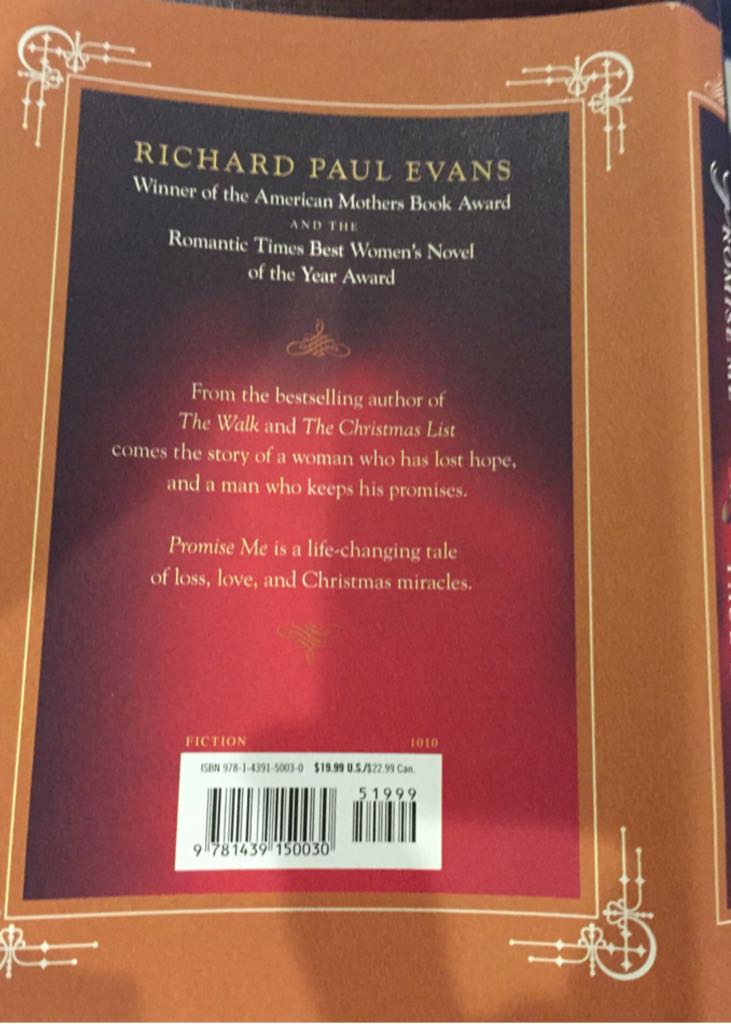 RICHARD PAUL EVANS
Winner of the American Mothers Book Award
AND THE
Romantic Times Best Women's Novel
of the Year Award
From the bestselling author of
The Walk and The Christmas List
comes the story of a woman who has lost hope,
and a man who keeps his promises.
Promise Me is a life-changing tale
of loss, love, and Christmas miracles.
FICTION 1010
ISBN 978-1-4391-5003-0 $19.99 U.S./$22.99 Can.
51999
9 781439 150030
PROMISE ME